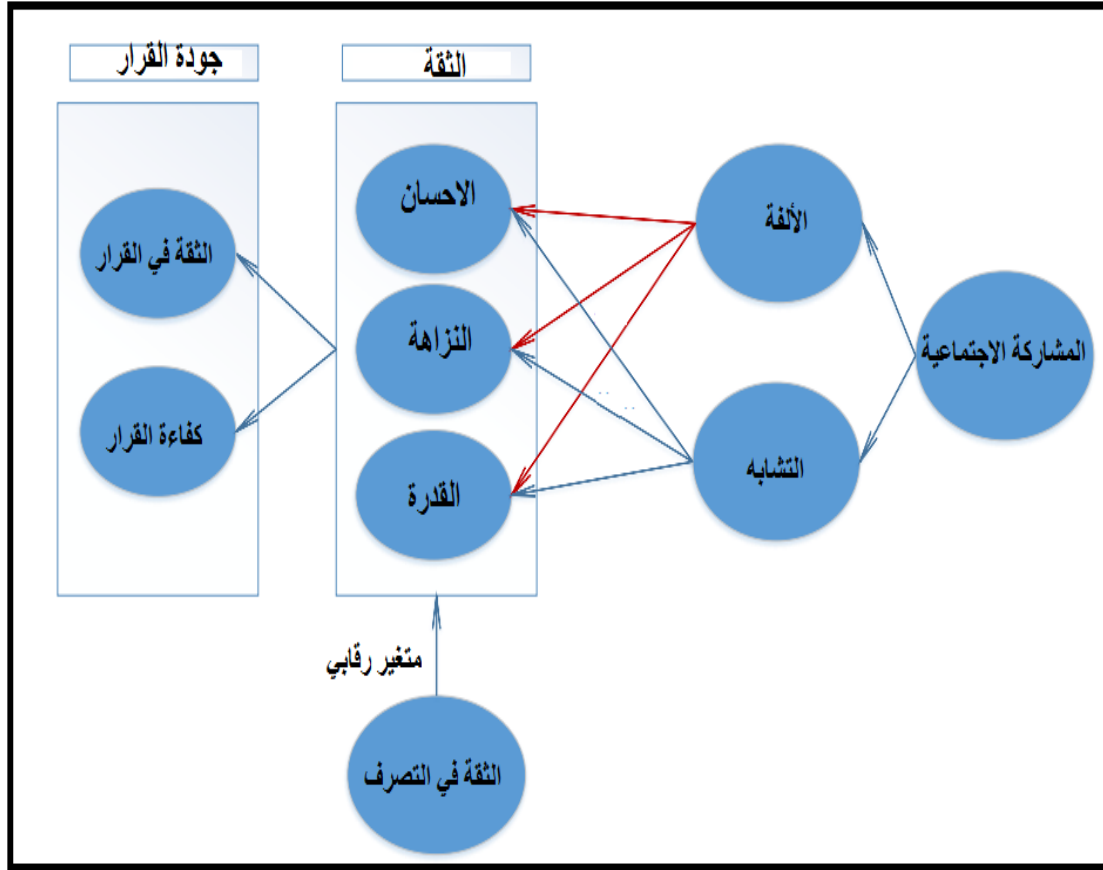 الثقة
جودة القرار
الألفة
المشاركة الاجتماعية
التشابه
الاحسان
النزاهة
القدرة
الثقة في القرار
كفاءة القرار
متغير رقابي
الثقة في التصرف